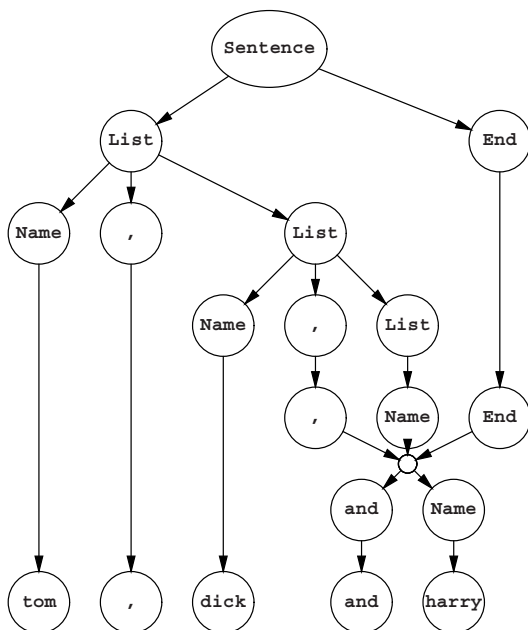 Sentence
List End
Name , List
Name , List
, Name End
and Name
tom , dick and harry